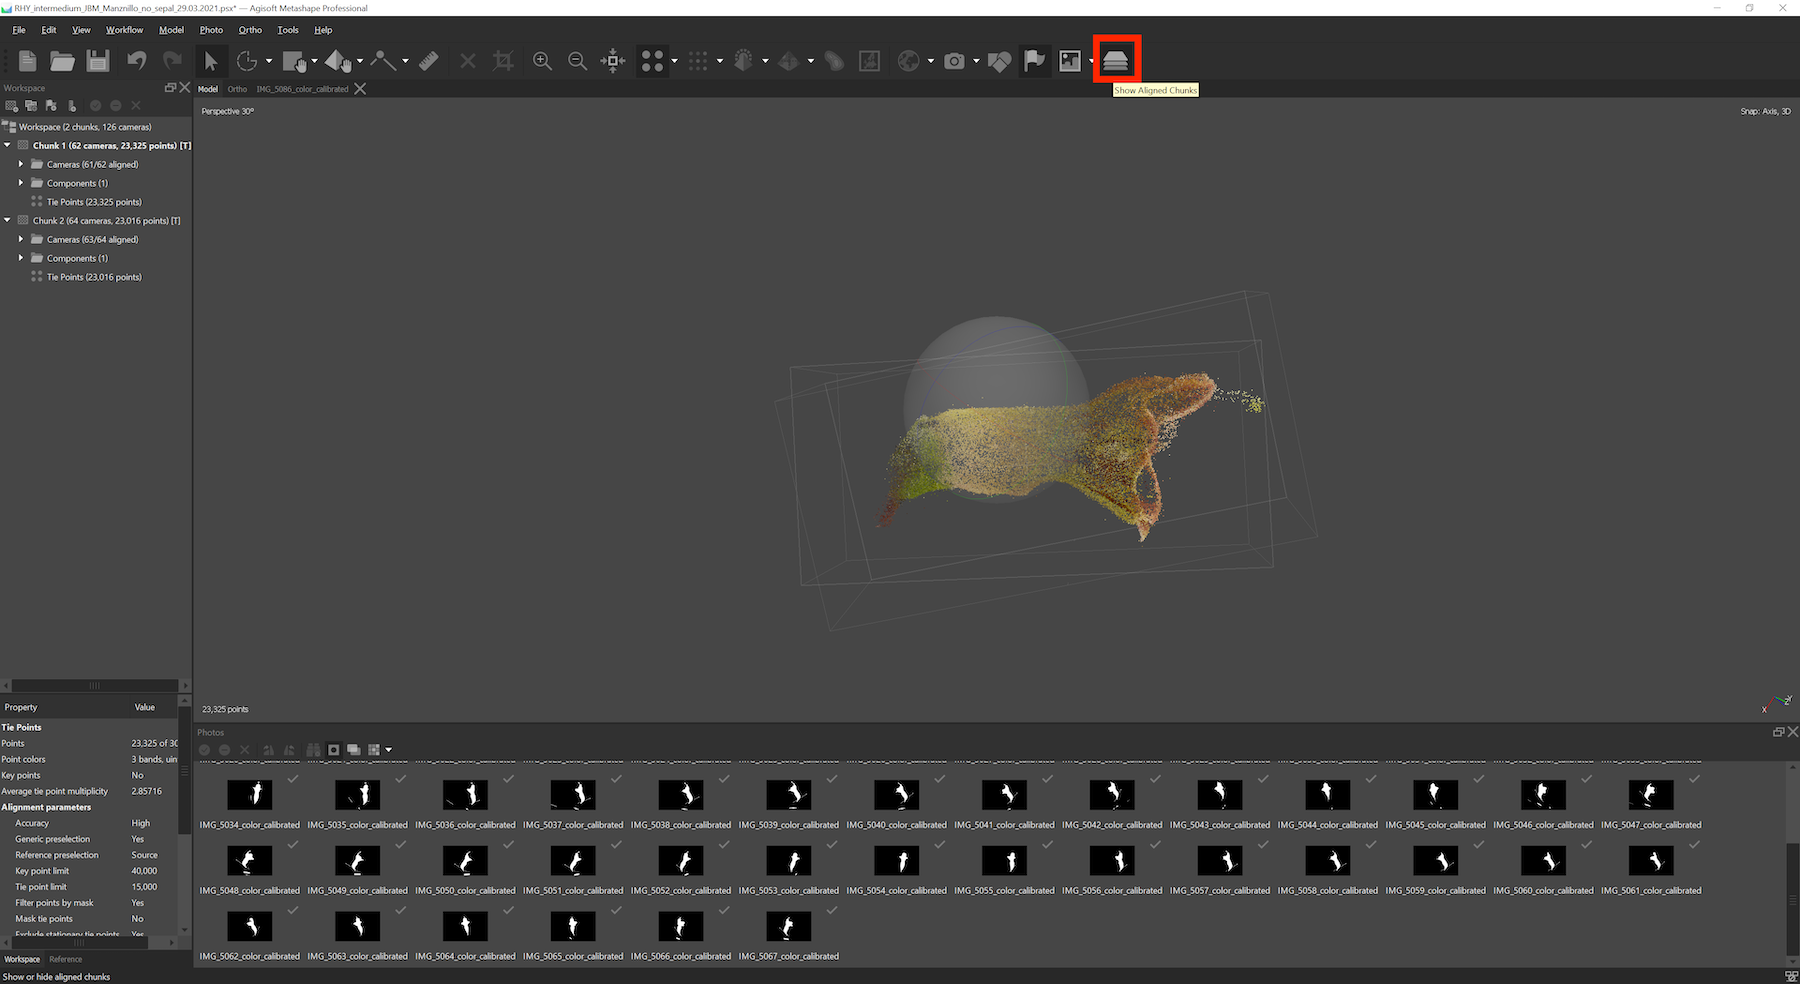 RHY_intermedium_JBM_Manznillo_no_sepal_29.03.2021.psx* — Agisoft Metashape Professional
File Edit View Workflow Model Photo Ortho Tools Help
Workspace
Model Ortho IMG_5086_color_calibrated
Show Aligned Chunks
Perspective 30°
Snap: Axis, 3D
Workspace (2 chunks, 126 cameras)
Chunk 1 (62 cameras, 23,325 points) [T]
Cameras (61/62 aligned)
Components (1)
Tie Points (23,325 points)
Chunk 2 (64 cameras, 23,016 points) [T]
Cameras (63/64 aligned)
Components (1)
Tie Points (23,016 points)
23,325 points
X Y Z
Property Value
Tie Points
Points 23,325 of 30
Point colors 3 bands, uin
Key points No
Average tie point multiplicity 2.85716
Alignment parameters
Accuracy High
Generic preselection Yes
Reference preselection Source
Key point limit 40,000
Tie point limit 15,000
Filter points by mask Yes
Mask tie points No
Exclude stationary tie points Yes
Workspace Reference
Show or hide aligned chunks
Photos
IMG_5034_color_calibrated IMG_5035_color_calibrated IMG_5036_color_calibrated IMG_5037_color_calibrated IMG_5038_color_calibrated IMG_5039_color_calibrated IMG_5040_color_calibrated IMG_5041_color_calibrated IMG_5042_color_calibrated IMG_5043_color_calibrated IMG_5044_color_calibrated IMG_5045_color_calibrated IMG_5046_color_calibrated IMG_5047_color_calibrated
IMG_5048_color_calibrated IMG_5049_color_calibrated IMG_5050_color_calibrated IMG_5051_color_calibrated IMG_5052_color_calibrated IMG_5053_color_calibrated IMG_5054_color_calibrated IMG_5055_color_calibrated IMG_5056_color_calibrated IMG_5057_color_calibrated IMG_5058_color_calibrated IMG_5059_color_calibrated IMG_5060_color_calibrated IMG_5061_color_calibrated
IMG_5062_color_calibrated IMG_5063_color_calibrated IMG_5064_color_calibrated IMG_5065_color_calibrated IMG_5066_color_calibrated IMG_5067_color_calibrated